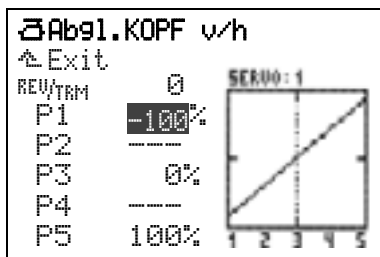 Abgl.KOPF v/h
Exit
REV/TRM 0
P1 -100%
P2 ---
P3 0%
P4 ---
P5 100%
SERVO:1
1 2 3 4 5